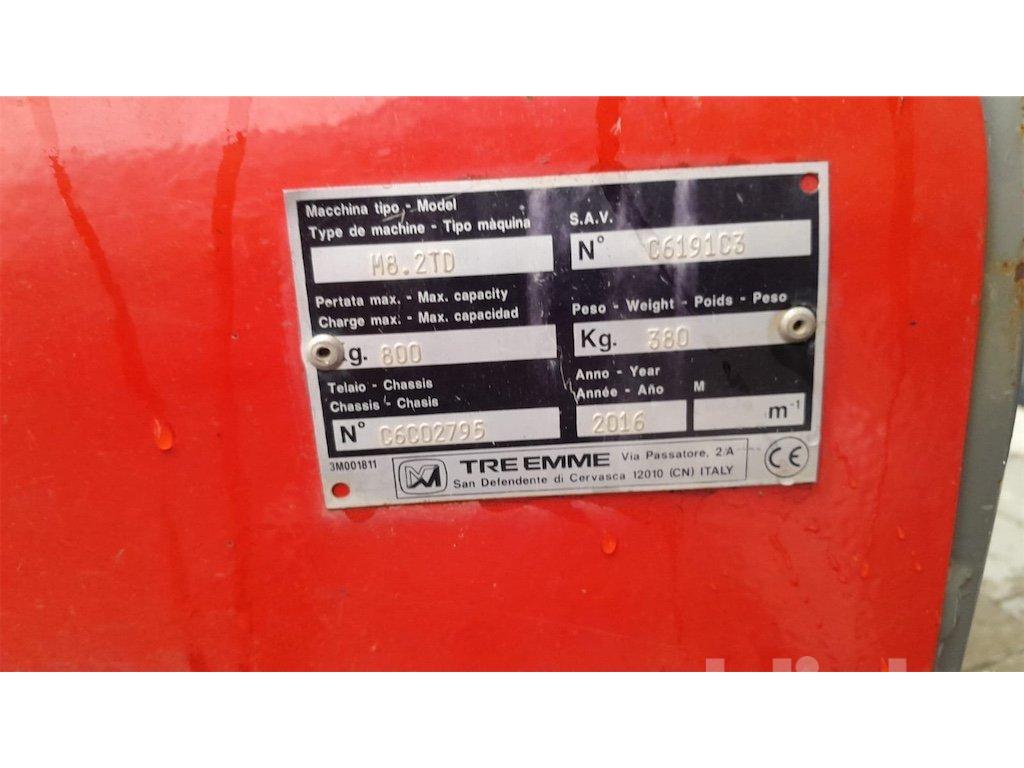 Macchina tipo - Model
Type de machine - Tipo màquina
M8.2TD
S.A.V.
N° C6191C3
Portata max. - Max. capacity
Charge max. - Max. capacidad
g. 800
Peso - Weight - Poids - Peso
Kg. 380
Telaio - Chassis
Chassis - Chasis
N° C6C02795
Anno - Year
Année - Año
2016
M
m⁻¹
3M001811
TRE EMME Via Passatore, 2/A
San Defendente di Cervasca 12010 (CN) ITALY
CE